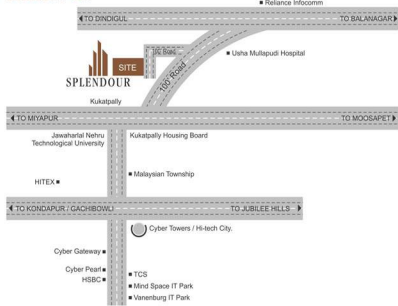 ■ Reliance Infocomm
◄ TO DINDIGUL
TO BALANAGAR ►
100 Road
■ Usha Mullapudi Hospital
SITE
100 Road
SPLENDOUR
Kukatpally
◄ TO MIYAPUR
TO MOOSAPET ►
Jawaharlal Nehru
Technological University
Kukatpally Housing Board
■ Malaysian Township
HITEX ■
◄ TO KONDAPUR / GACHIBOWLI
TO JUBILEE HILLS ►
Cyber Towers / Hi-tech City.
Cyber Gateway ■
Cyber Pearl ■
HSBC ■
■ TCS
■ Mind Space IT Park
■ Vanenburg IT Park